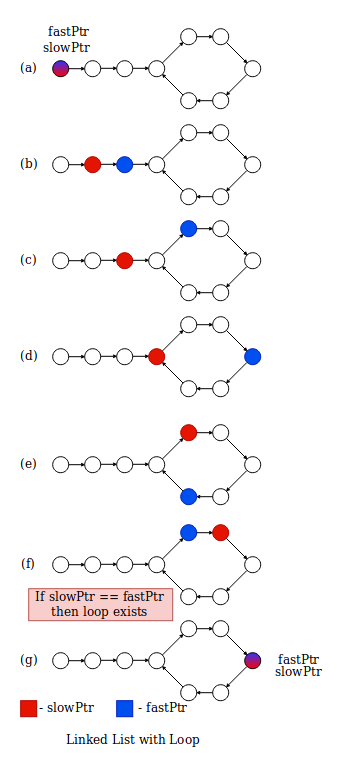 fastPtr
slowPtr
(a)
(b)
(c)
(d)
(e)
(f)
If slowPtr == fastPtr
then loop exists
(g)
fastPtr
slowPtr
- slowPtr
- fastPtr
Linked List with Loop